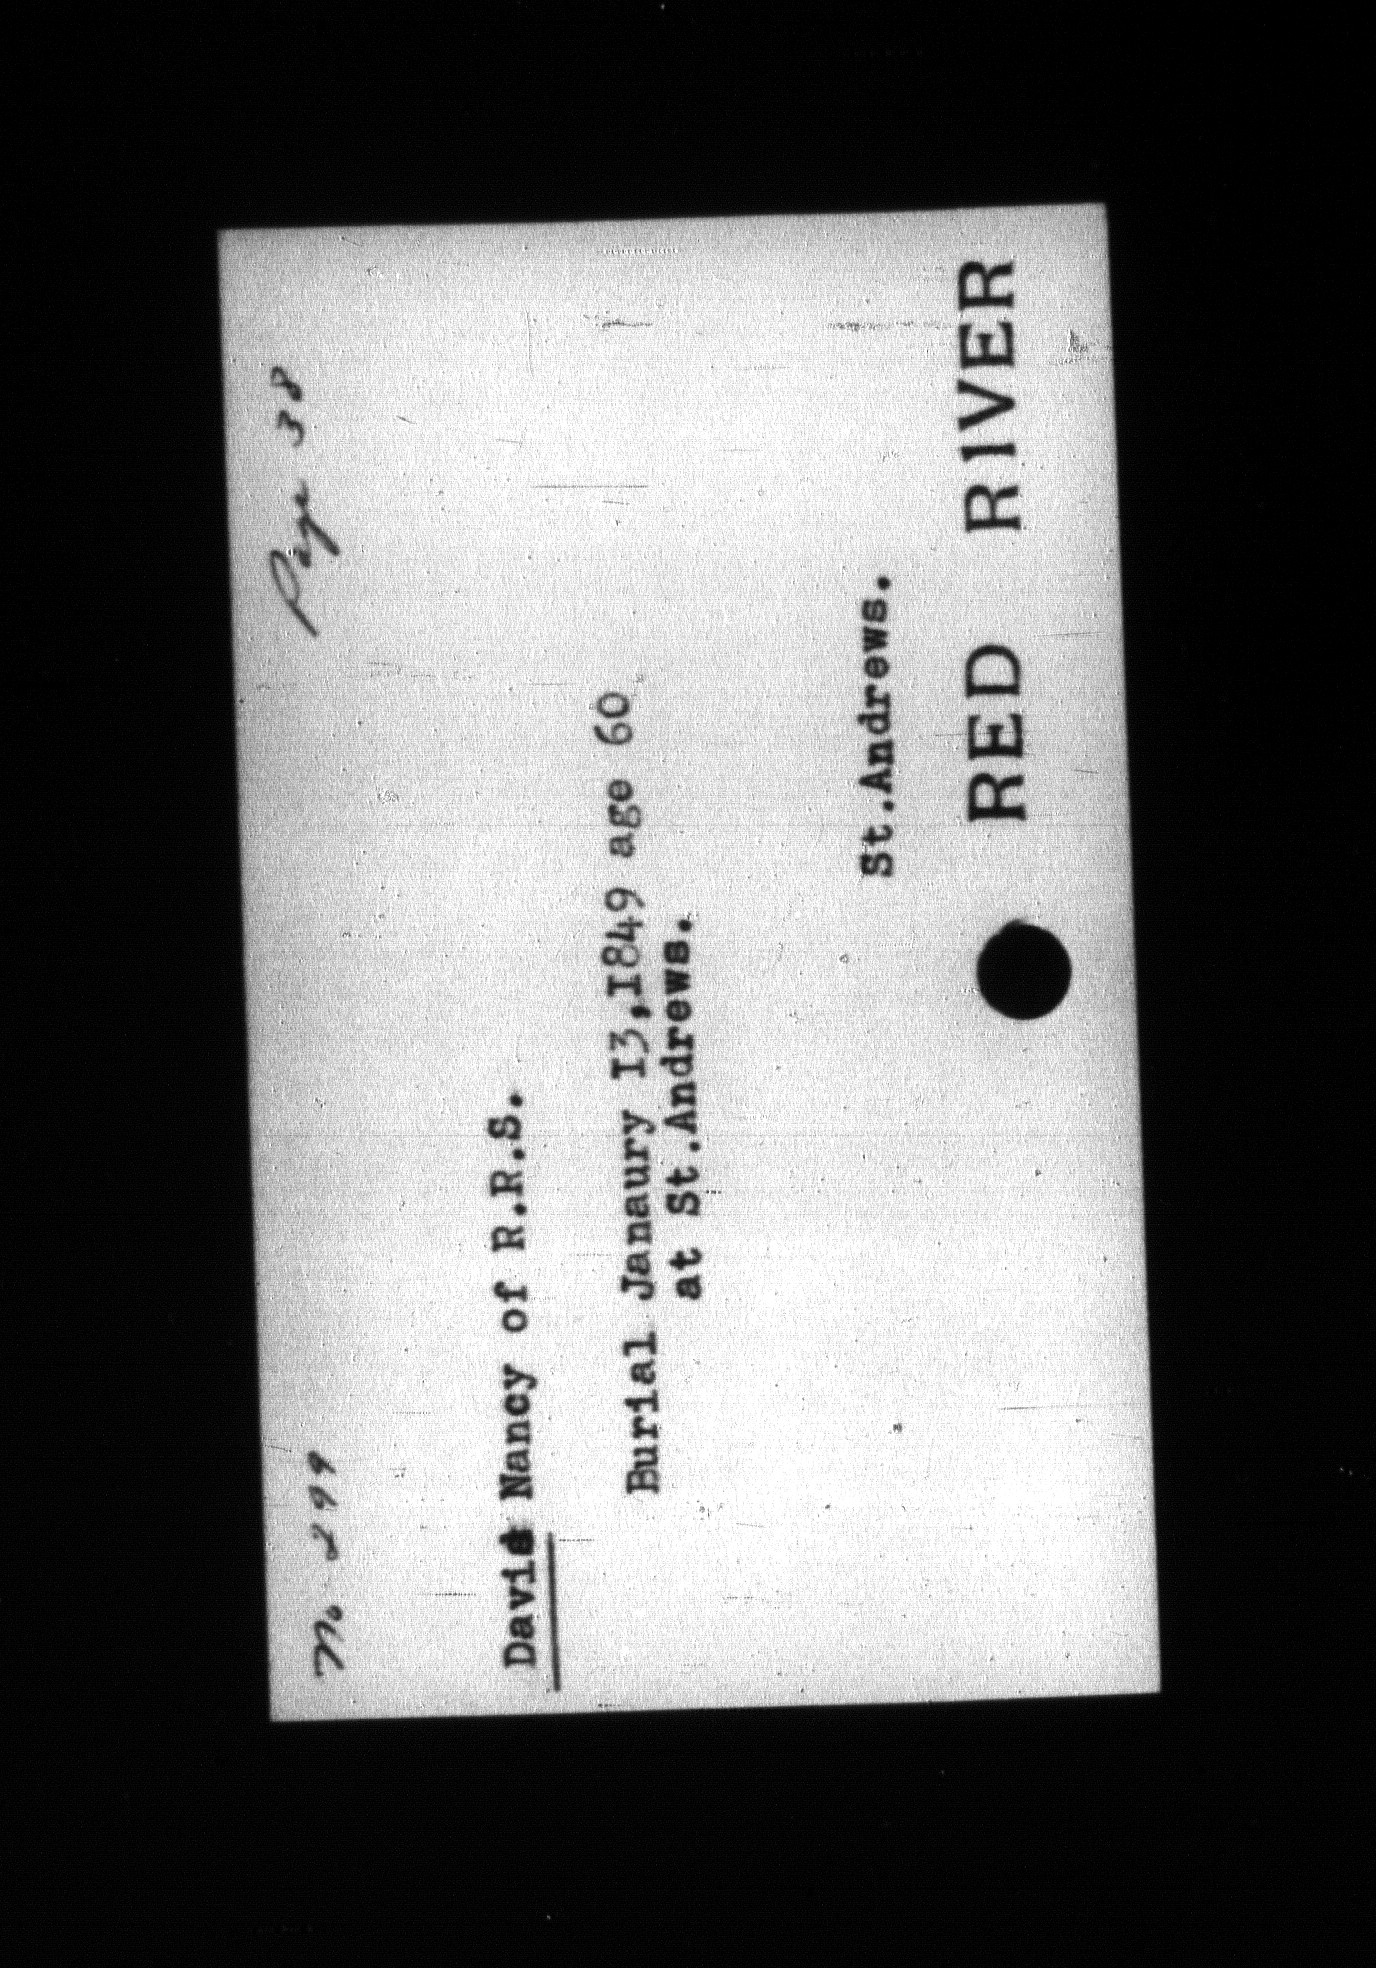 No 299 Page 38
Davis Nancy of R.R.S.
Burial Janaury 13,1849 age 60
at St.Andrews.
St.Andrews.
RED RIVER